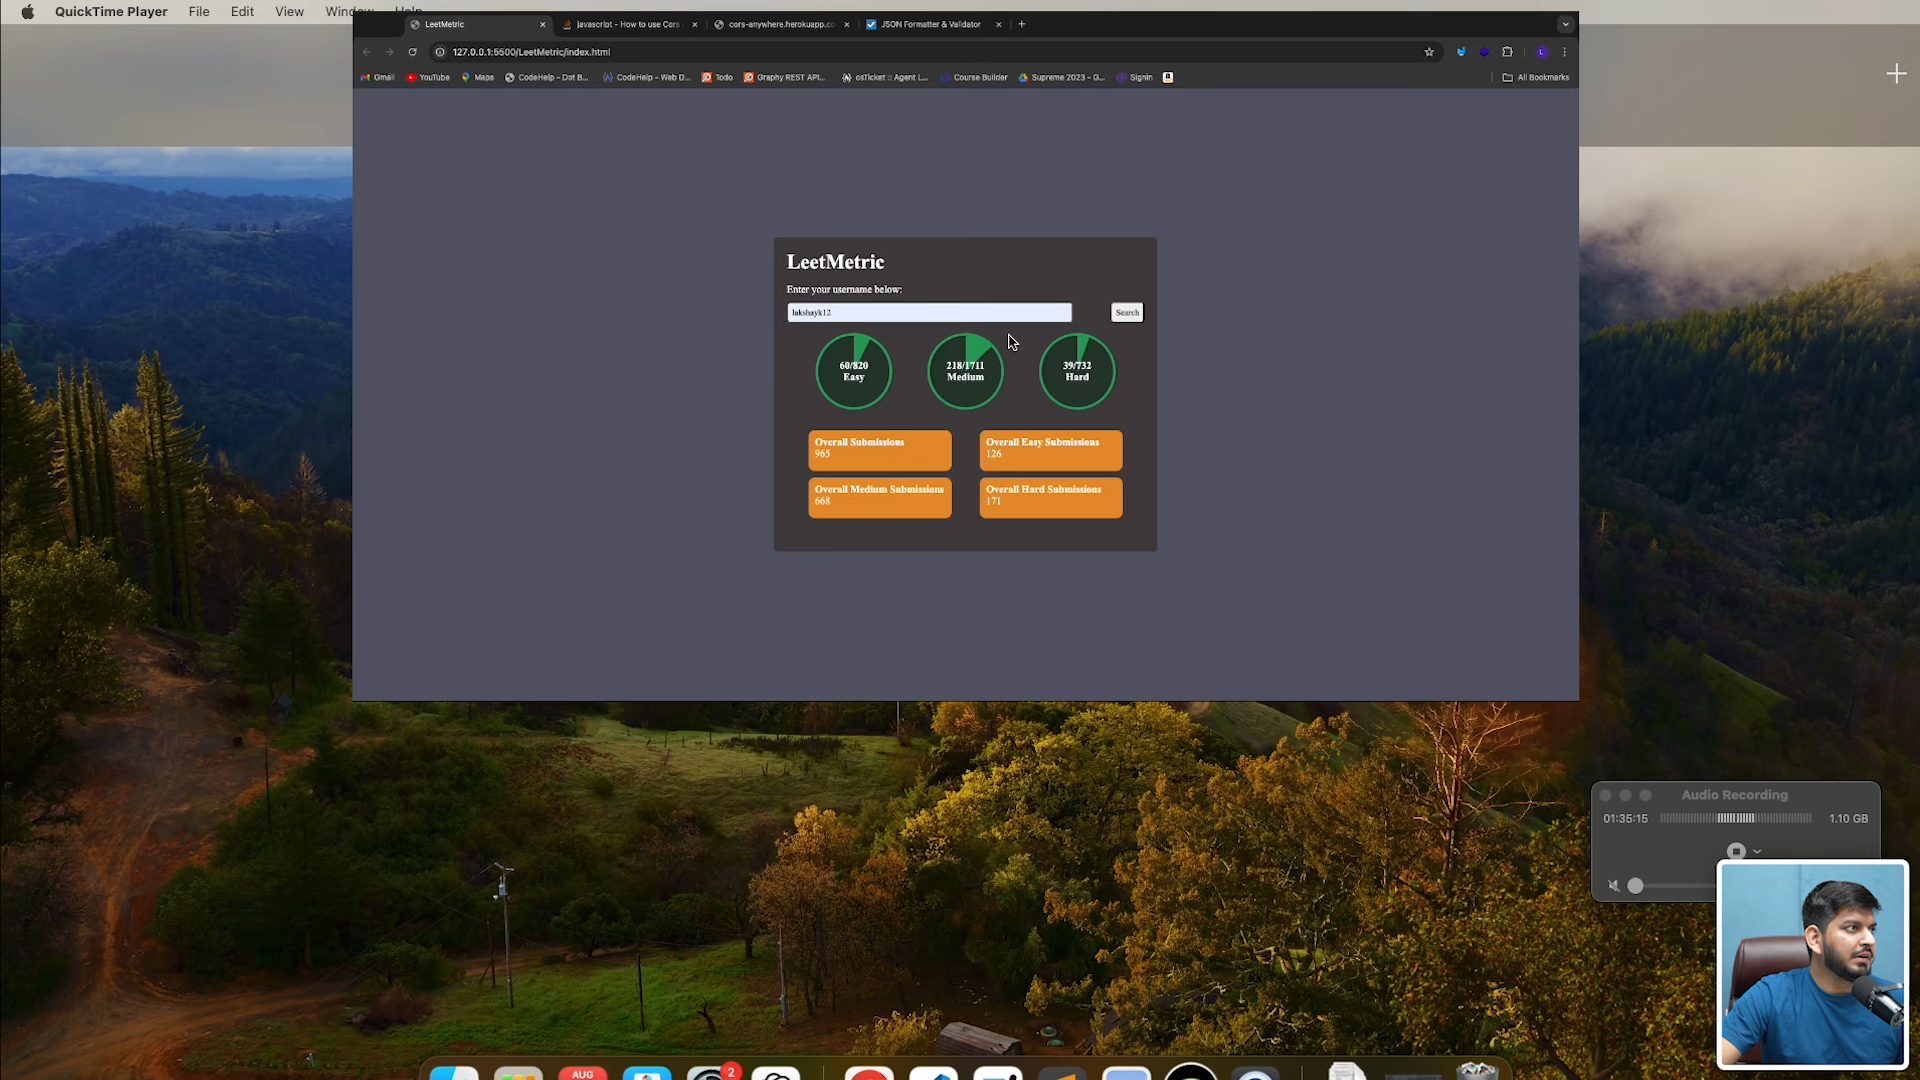 QuickTime Player File Edit View Window Help
LeetMetric
javascript - How to use Cors
cors-anywhere.herokuapp.co
JSON Formatter & Validator
127.0.0.1:5500/LeetMetric/index.html
Gmail YouTube Maps CodeHelp - Dot B... CodeHelp - Web D... Todo Graphy REST API... osTicket :: Agent L... Course Builder Supreme 2023 - G... Signin All Bookmarks
LeetMetric
Enter your username below:
lakshayk12 Search
60/820
Easy
218/1711
Medium
39/732
Hard
Overall Submissions
965
Overall Easy Submissions
126
Overall Medium Submissions
668
Overall Hard Submissions
171
Audio Recording
01:35:15 1.10 GB
AUG
2